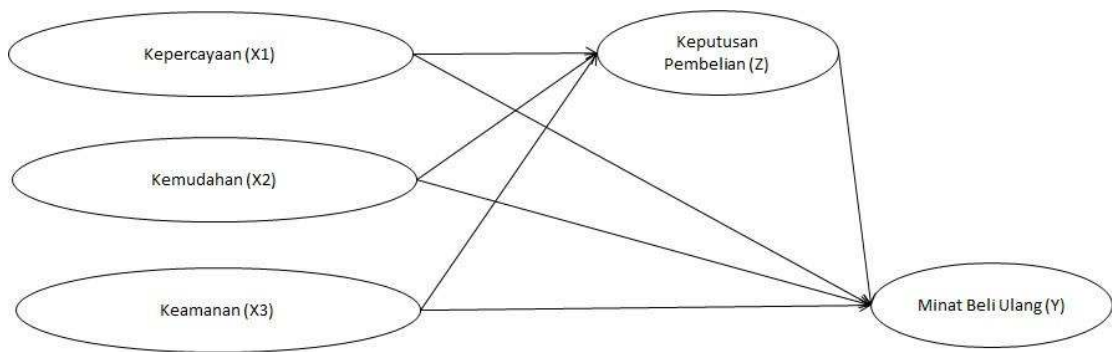 Kepercayaan (X1)
Keputusan
Pembelian (Z)
Kemudahan (X2)
Keamanan (X3)
Minat Beli Ulang (Y)